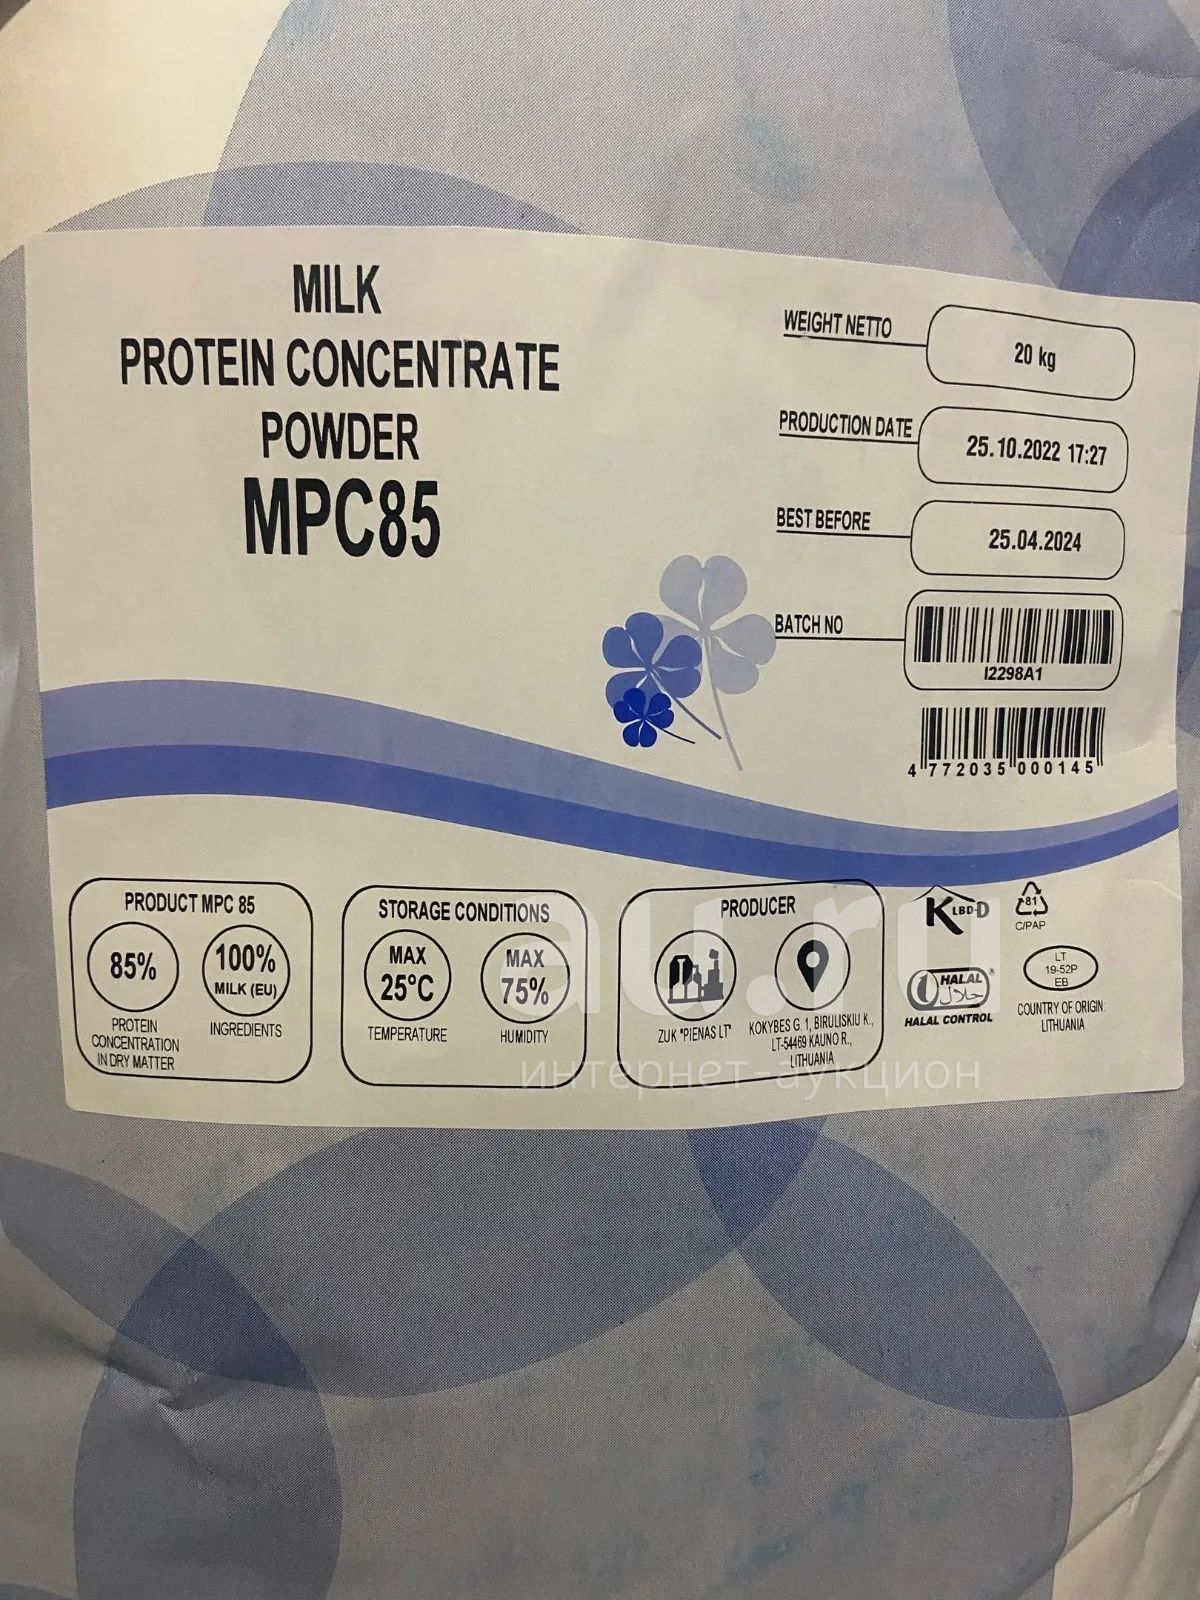 MILK
PROTEIN CONCENTRATE
POWDER
MPC85
WEIGHT NETTO
20 kg
PRODUCTION DATE
25.10.2022 17:27
BEST BEFORE
25.04.2024
BATCH NO
I2298A1
4 772035 000145
PRODUCT MPC 85
85%
PROTEIN
CONCENTRATION
IN DRY MATTER
100%
MILK (EU)
INGREDIENTS
STORAGE CONDITIONS
MAX
25°C
TEMPERATURE
MAX
75%
HUMIDITY
PRODUCER
ZUK "PIENAS LT"
KOKYBES G. 1, BIRULISKIU K.,
LT-54469 KAUNO R.,
LITHUANIA
K LBD-D
81
C/PAP
HALAL ®
حلال
HALAL CONTROL
LT
19-52P
EB
COUNTRY OF ORIGIN:
LITHUANIA
au.ru
интернет-аукцион